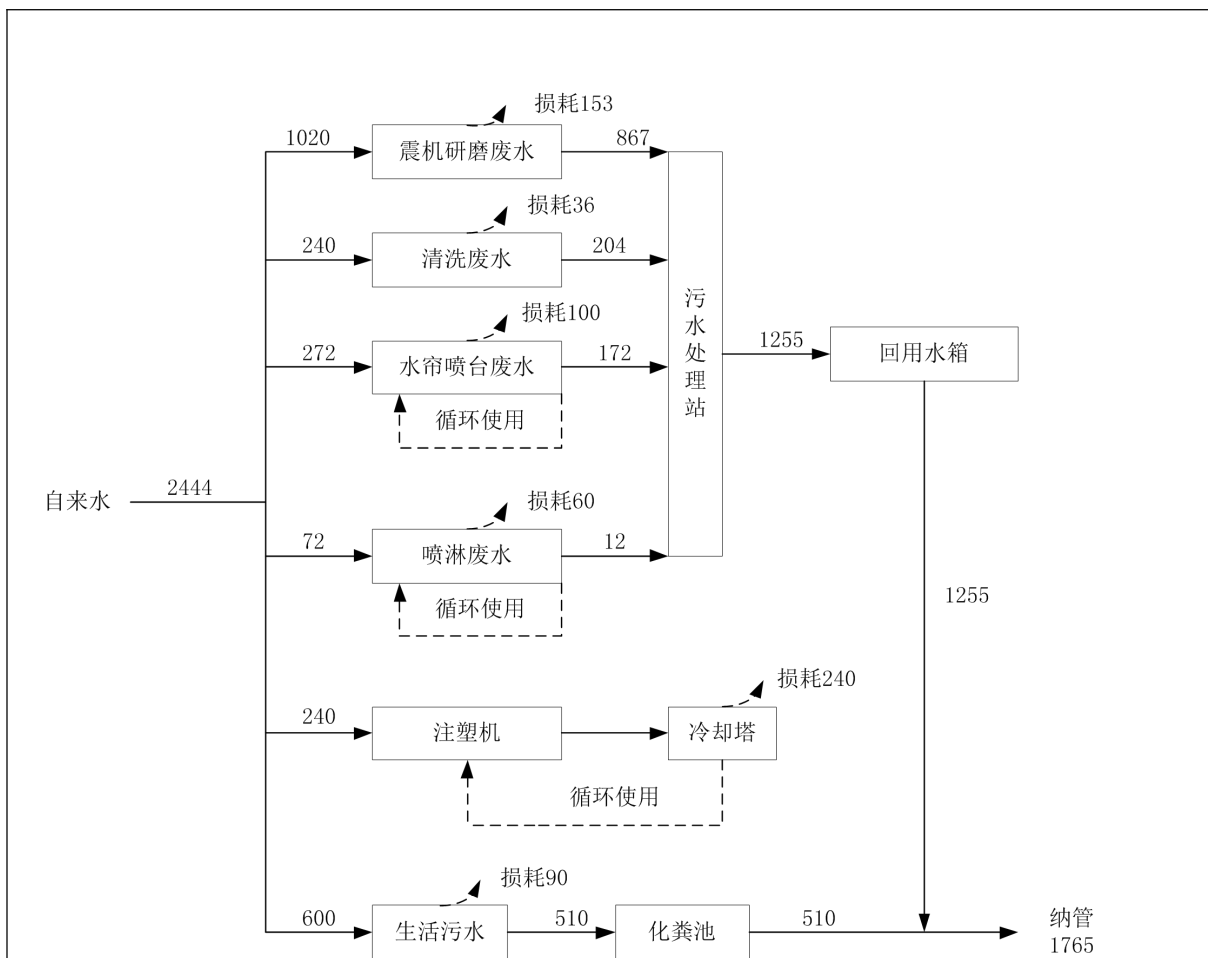 损耗153
1020
震机研磨废水
867
损耗36
240
清洗废水
204
损耗100
272
水帘喷台废水
172
循环使用
污水处理站
1255
回用水箱
自来水
2444
损耗60
72
喷淋废水
12
循环使用
1255
损耗240
240
注塑机
冷却塔
循环使用
损耗90
600
生活污水
510
化粪池
510
纳管
1765